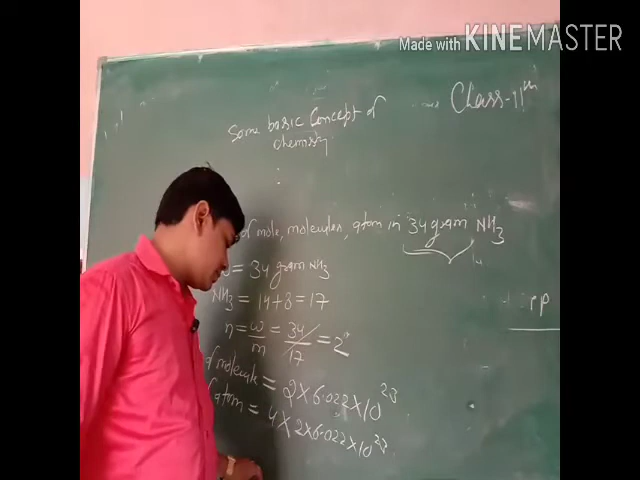 Made with KINEMASTER
Class-11th
Some basic Concept of
chemistry
:
of mole, molecules, atom in 34 gram NH3
= 34 gram NH3
NH3 = 14+3 = 17
n = w/m = 34/17 = 2
of molecule = 2×6.022×10^23
atom = 4×2×6.022×10^23